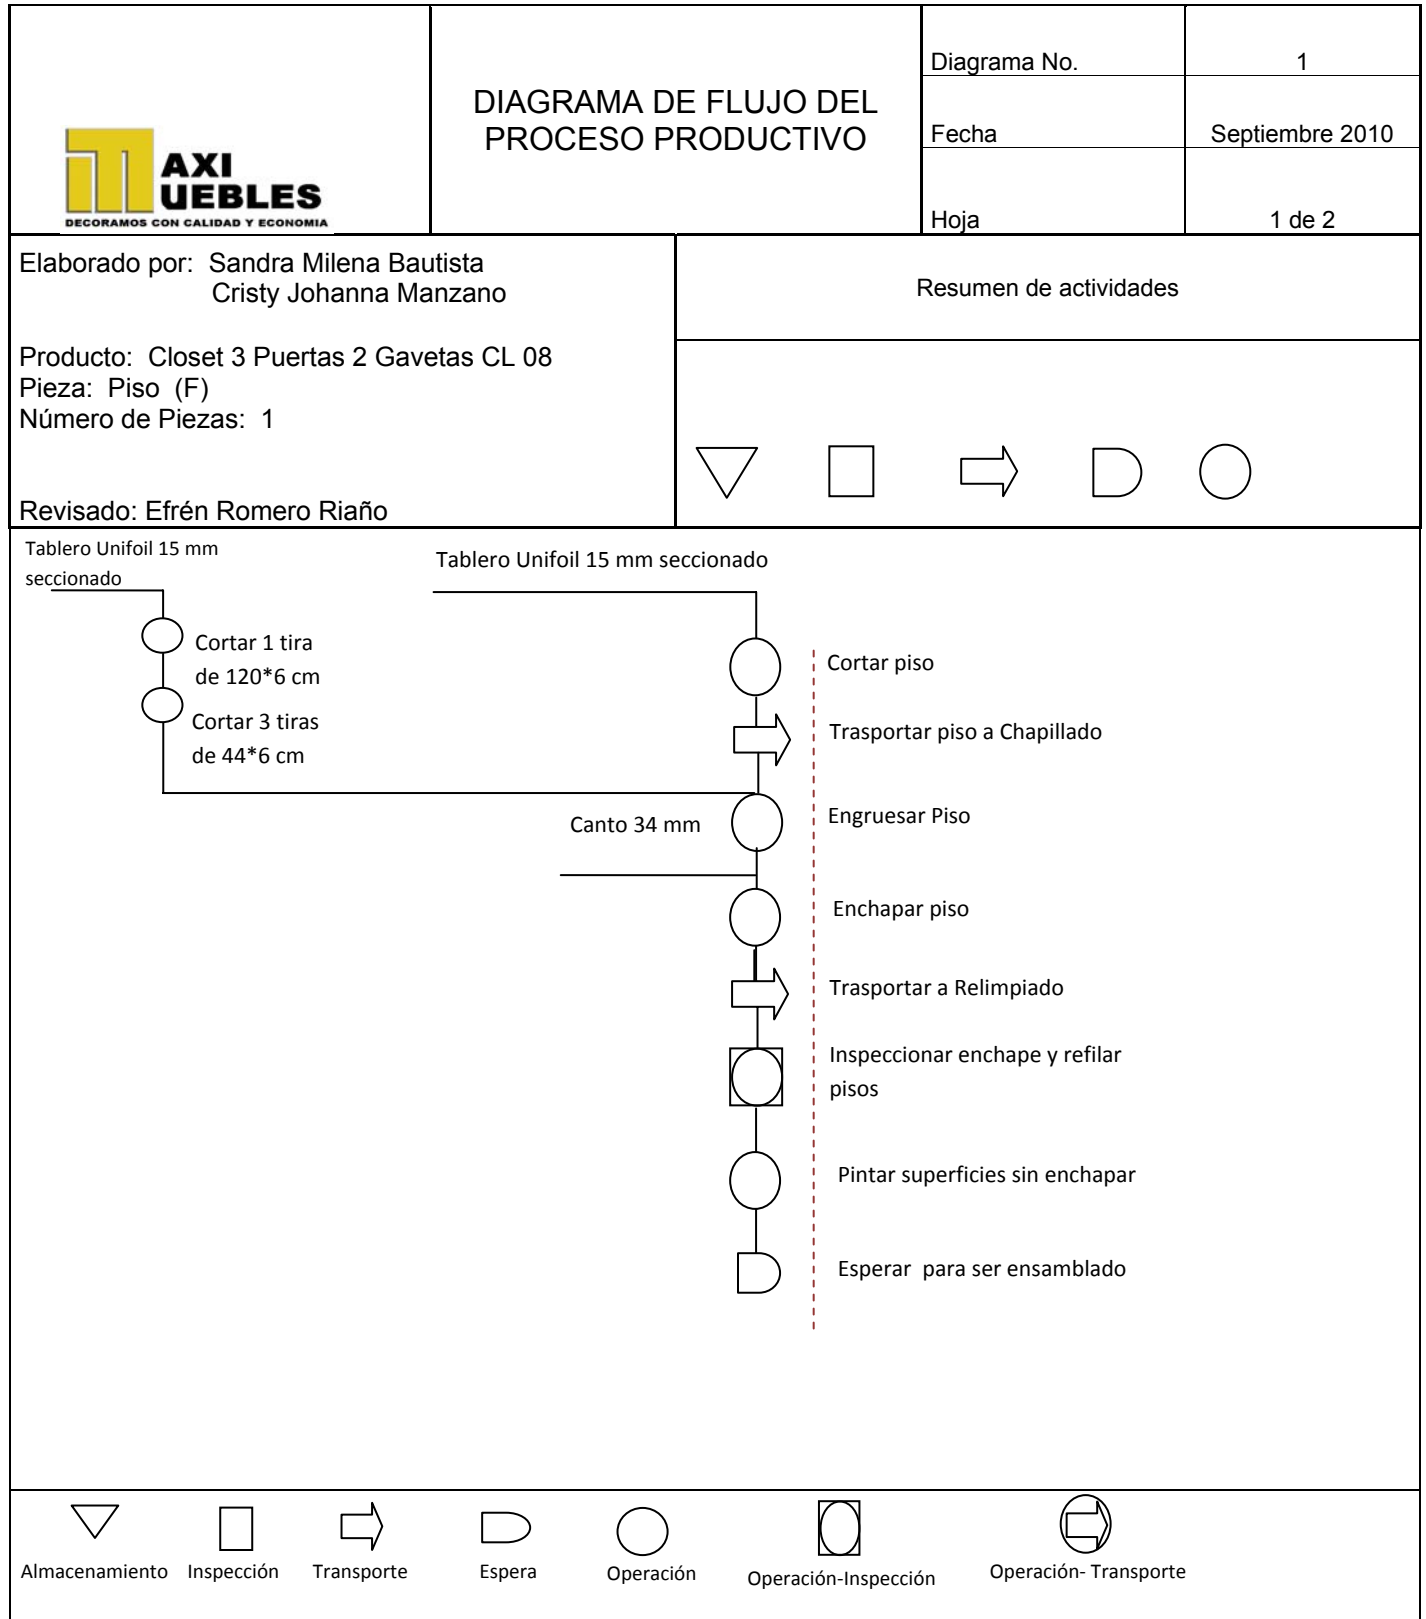 AXI
UEBLES
DECORAMOS CON CALIDAD Y ECONOMIA
DIAGRAMA DE FLUJO DEL
PROCESO PRODUCTIVO
Diagrama No.
1
Fecha
Septiembre 2010
Hoja
1 de 2
Elaborado por: Sandra Milena Bautista
Cristy Johanna Manzano
Producto: Closet 3 Puertas 2 Gavetas CL 08
Pieza: Piso (F)
Número de Piezas: 1
Revisado: Efrén Romero Riaño
Resumen de actividades
Tablero Unifoil 15 mm
seccionado
Tablero Unifoil 15 mm seccionado
Cortar 1 tira
de 120*6 cm
Cortar 3 tiras
de 44*6 cm
Cortar piso
Trasportar piso a Chapillado
Canto 34 mm
Engruesar Piso
Enchapar piso
Trasportar a Relimpiado
Inspeccionar enchape y refilar
pisos
Pintar superficies sin enchapar
Esperar para ser ensamblado
Almacenamiento
Inspección
Transporte
Espera
Operación
Operación-Inspección
Operación- Transporte